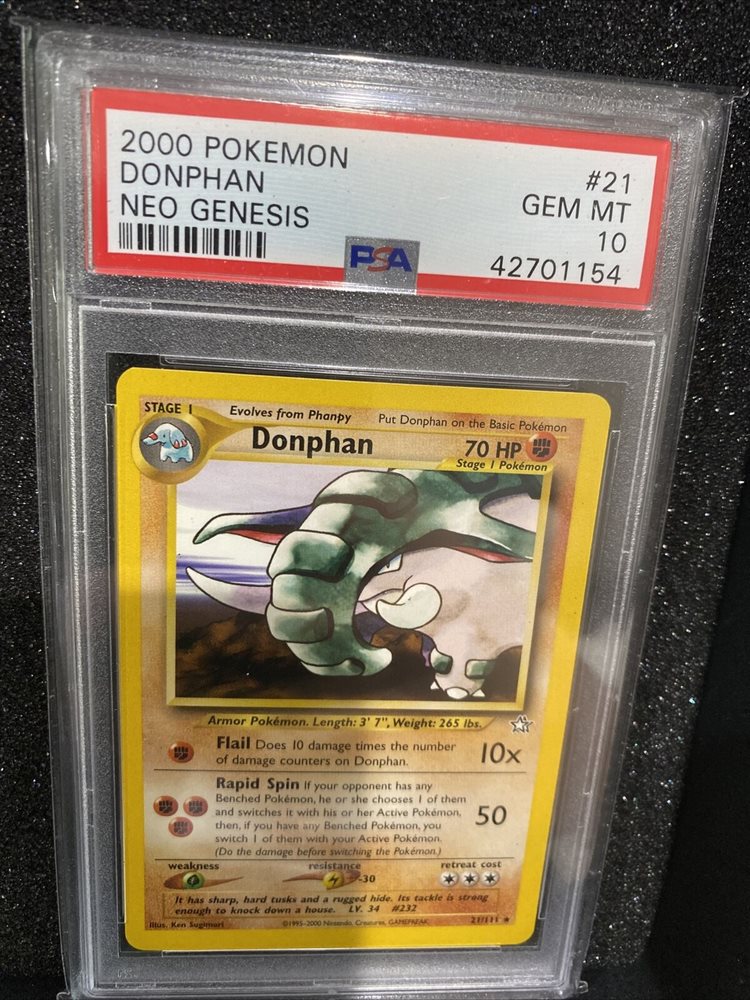 2000 POKEMON #21
DONPHAN GEM MT
NEO GENESIS 10
PSA 42701154
STAGE 1 Evolves from Phanpy Put Donphan on the Basic Pokémon
Donphan 70 HP
Stage 1 Pokémon
Armor Pokémon. Length: 3' 7", Weight: 265 lbs.
Flail Does 10 damage times the number
of damage counters on Donphan. 10x
Rapid Spin If your opponent has any
Benched Pokémon, he or she chooses 1 of them
and switches it with his or her Active Pokémon,
then, if you have any Benched Pokémon, you
switch 1 of them with your Active Pokémon.
(Do the damage before switching the Pokémon.)
50
weakness resistance retreat cost
-30
It has sharp, hard tusks and a rugged hide. Its tackle is strong
enough to knock down a house. LV. 34 #232
Illus. Ken Sugimori ©1995-2000 Nintendo, Creatures, GAMEFREAK. 21/111 ★